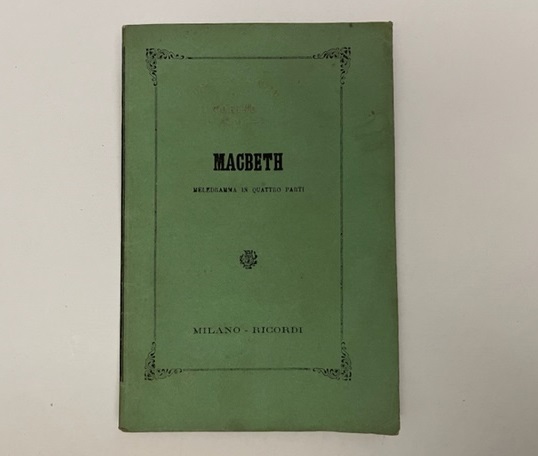 MACBETH
MELODRAMMA IN QUATTRO PARTI
MILANO - RICORDI